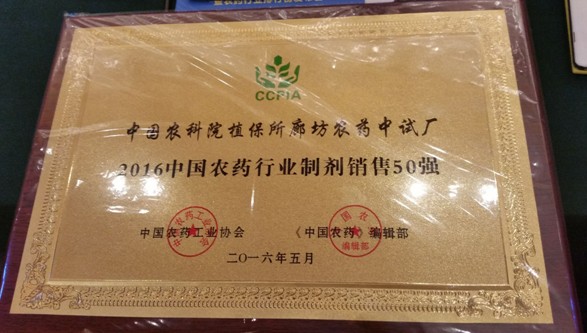 CCPIA
中国农科院植保所廊坊农药中试厂
2016中国农药行业制剂销售50强
中国农药工业协会 《中国农药》编辑部
二〇一六年五月